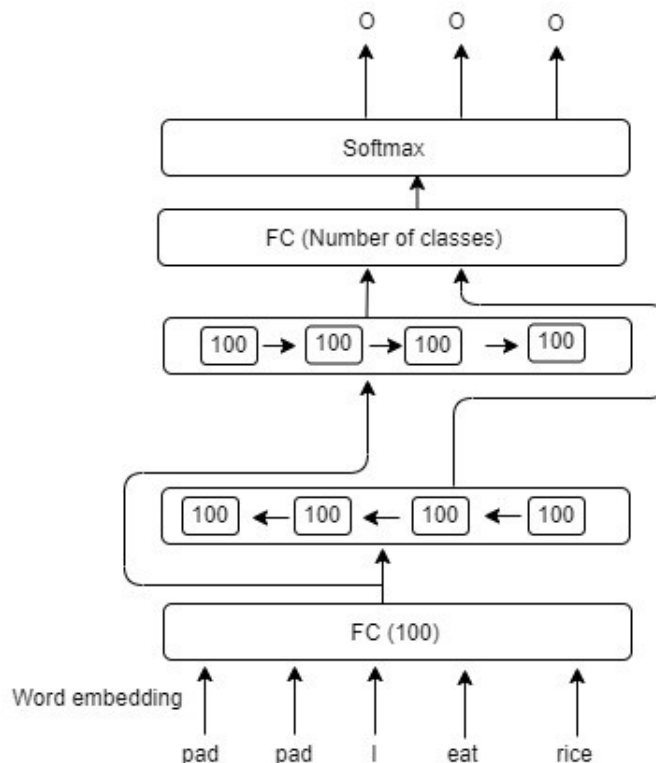 O O O
Softmax
FC (Number of classes)
100 100 100 100
100 100 100 100
FC (100)
Word embedding
pad pad I eat rice